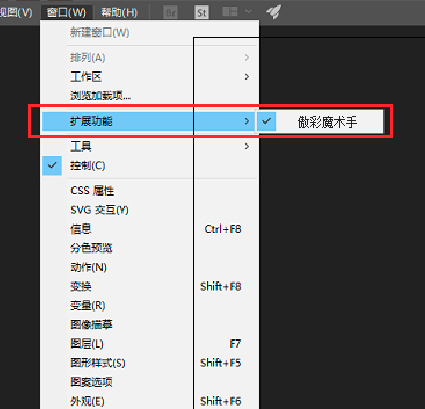 视图(V) 窗口(W) 帮助(H) Br St
新建窗口(W)
排列(A)
工作区
浏览加载项...
扩展功能 傲彩魔术手
工具
控制(C)
CSS 属性
SVG 交互(Y)
信息 Ctrl+F8
分色预览
动作(N)
变换 Shift+F8
变量(R)
图像描摹
图层(L) F7
图形样式(S) Shift+F5
图案选项
外观(E) Shift+F6